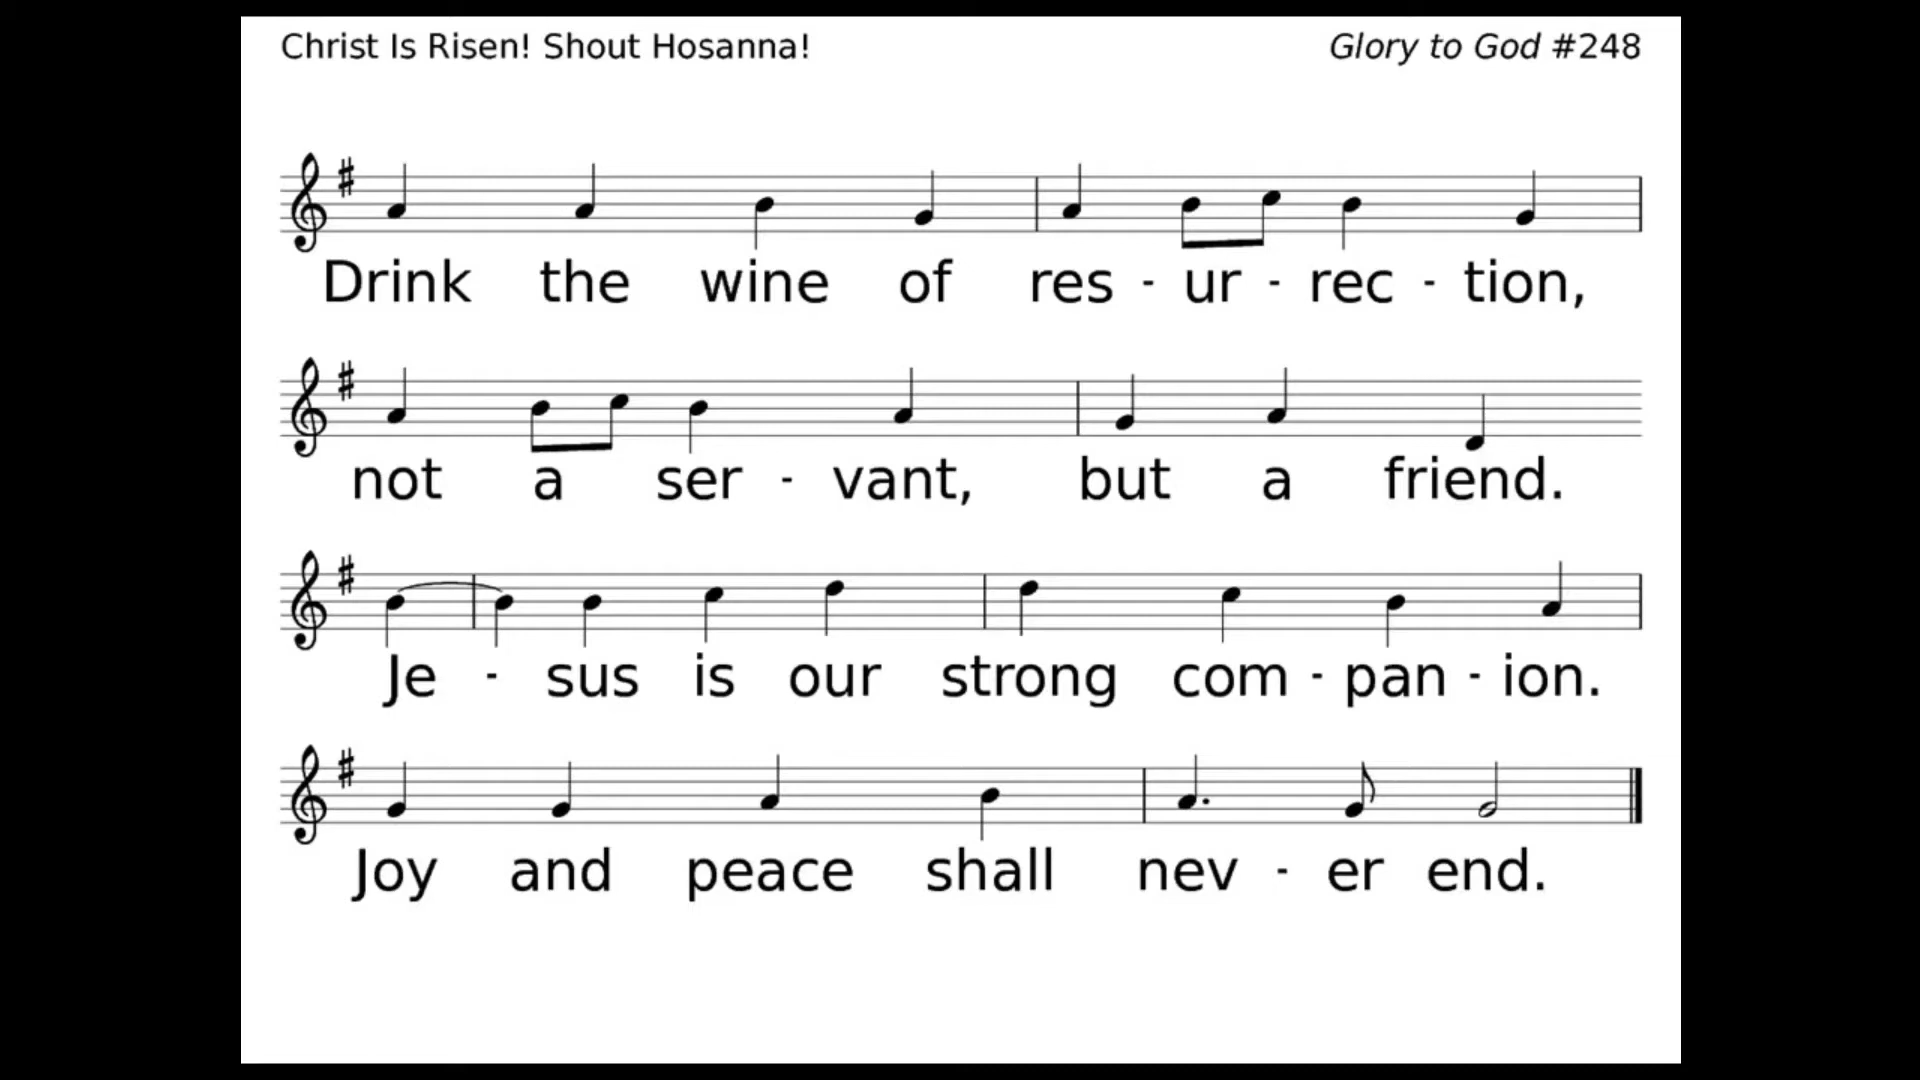 Christ Is Risen! Shout Hosanna! Glory to God #248
Drink the wine of res - ur - rec - tion,
not a ser - vant, but a friend.
Je - sus is our strong com - pan - ion.
Joy and peace shall nev - er end.